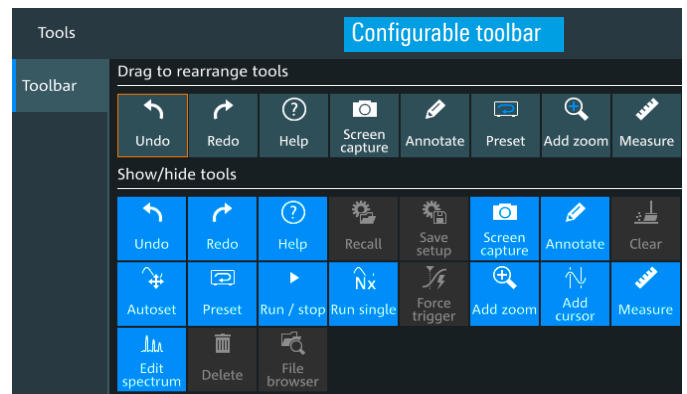 Tools
Configurable toolbar
Toolbar
Drag to rearrange tools
Undo
Redo
Help
Screen
capture
Annotate
Preset
Add zoom
Measure
Show/hide tools
Undo
Redo
Help
Recall
Save
setup
Screen
capture
Annotate
Clear
Autoset
Preset
Run / stop
Nx
Run single
Force
trigger
Add zoom
Add
cursor
Measure
Edit
spectrum
Delete
File
browser